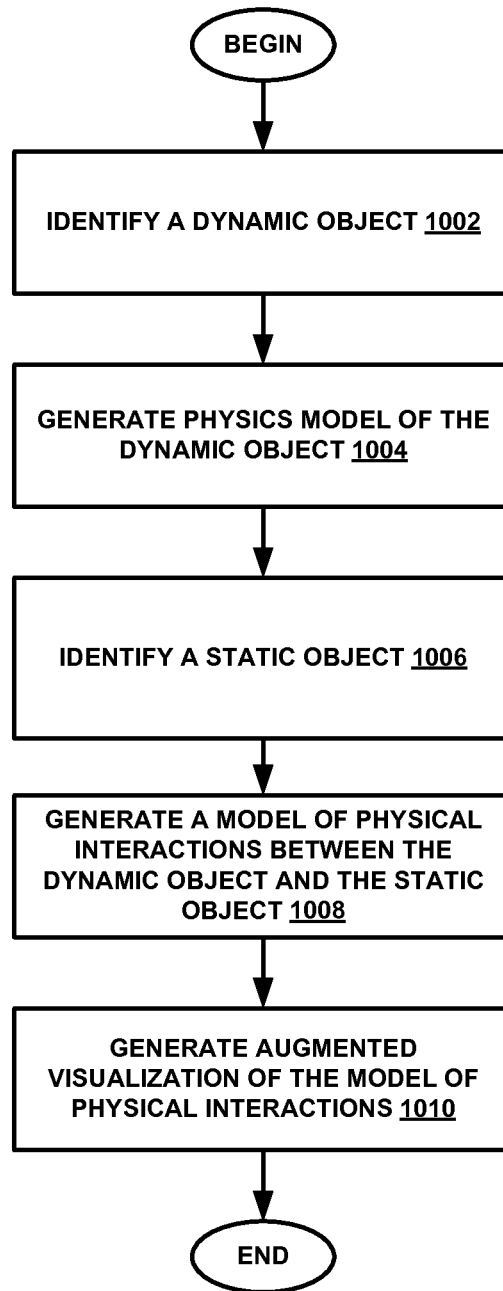 BEGIN
IDENTIFY A DYNAMIC OBJECT 1002
GENERATE PHYSICS MODEL OF THE
DYNAMIC OBJECT 1004
IDENTIFY A STATIC OBJECT 1006
GENERATE A MODEL OF PHYSICAL
INTERACTIONS BETWEEN THE
DYNAMIC OBJECT AND THE STATIC
OBJECT 1008
GENERATE AUGMENTED
VISUALIZATION OF THE MODEL OF
PHYSICAL INTERACTIONS 1010
END